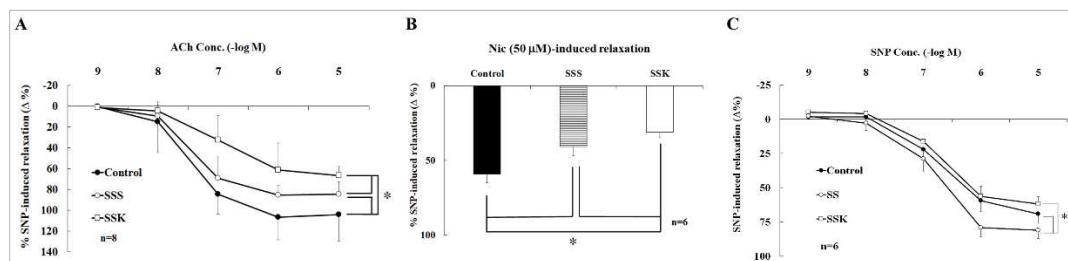 A
ACh Conc. (-log M)
9 8 7 6 5
% SNP-induced relaxation (Δ %)
-20
0
20
40
60
80
100
120
140
Control
SSS
SSK
n=8
*
B
Nic (50 μM)-induced relaxation
Control SSS SSK
% SNP-induced relaxation (Δ %)
0
50
100
n=6
*
C
SNP Conc. (-log M)
9 8 7 6 5
SNP-induced relaxation (Δ%)
-25
0
25
50
75
100
Control
SS
SSK
n=6
*